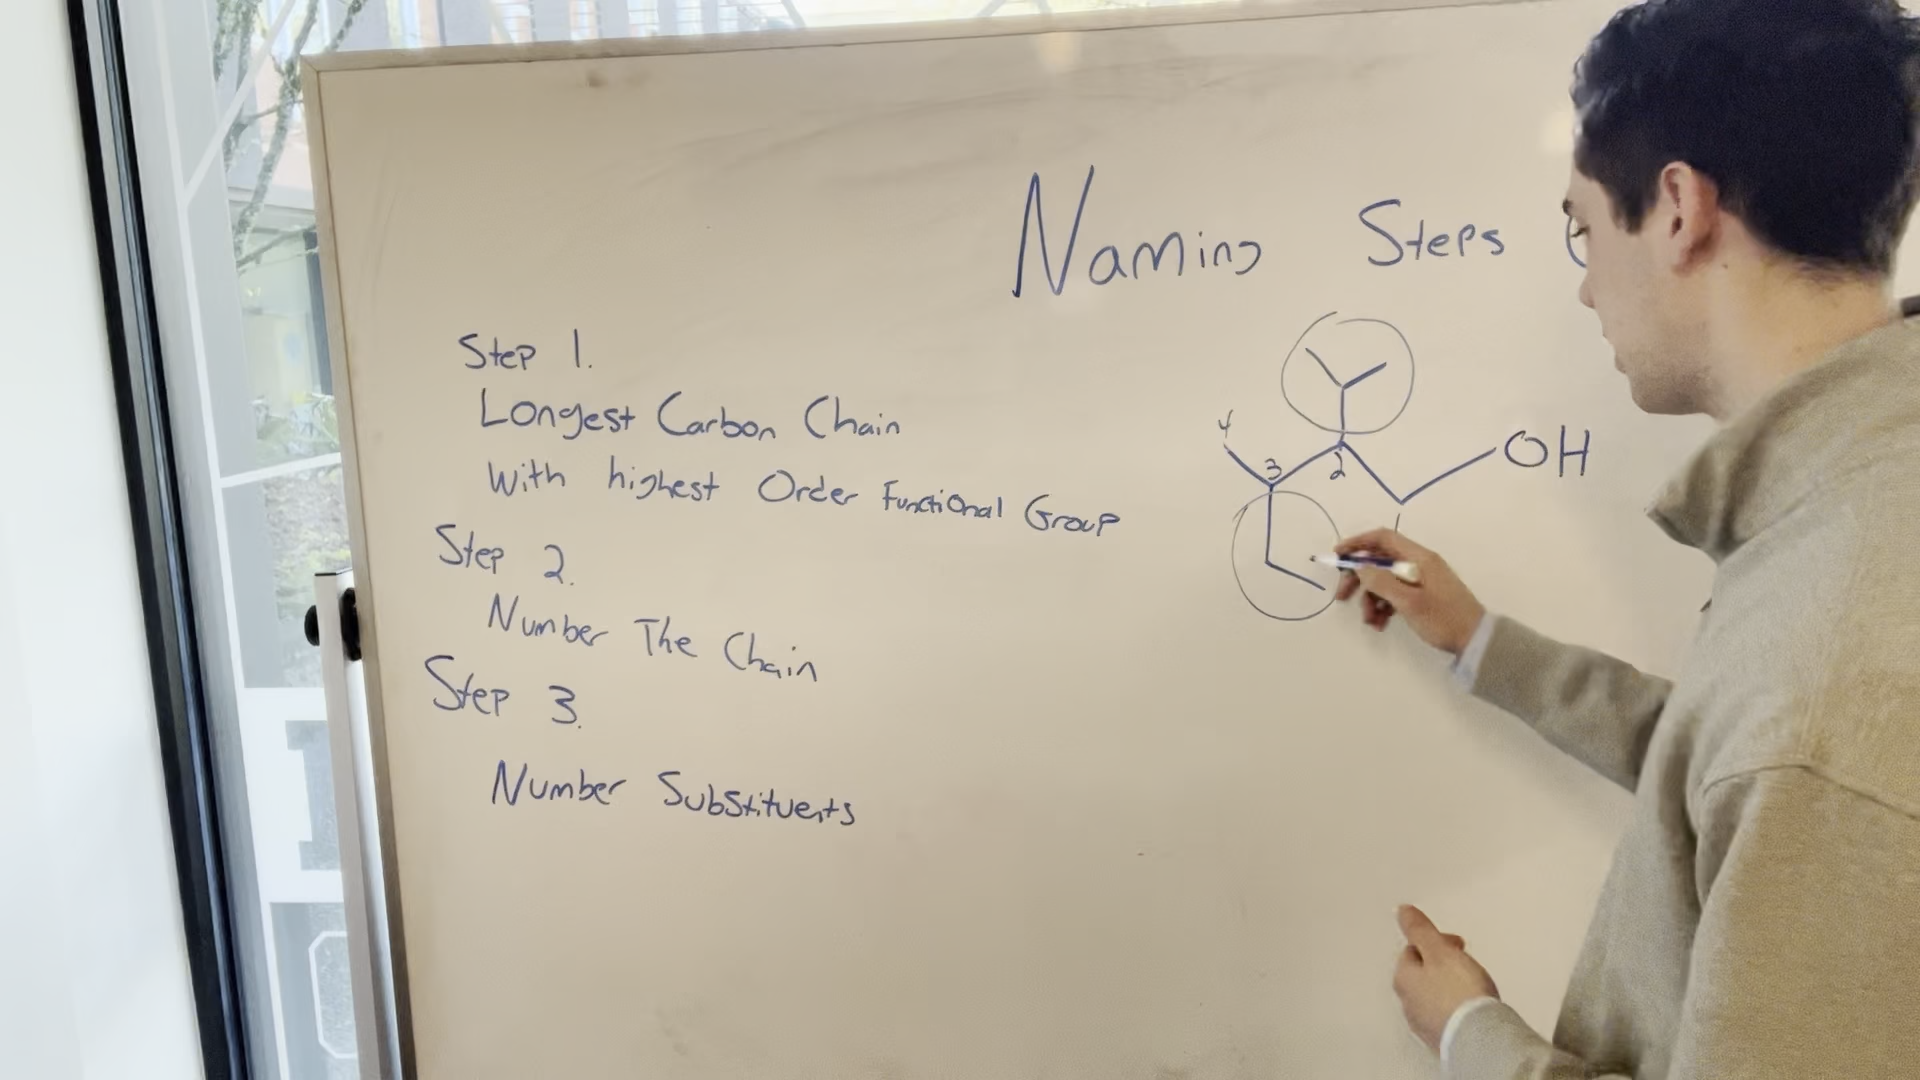 Naming Steps (
Step 1.
Longest Carbon Chain
With highest Order Functional Group
Step 2.
Number The Chain
Step 3.
Number Substituents
4
3
2
OH
1